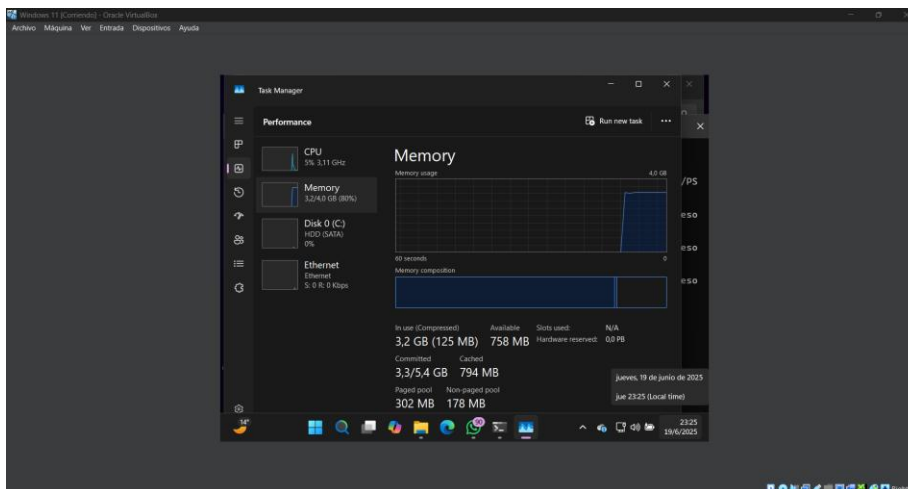 Windows 11 (Corriendo) - Oracle VirtualBox
Archivo Máquina Ver Entrada Dispositivos Ayuda
Task Manager
Performance
Run new task
CPU
5% 3,11 GHz
Memory
3,2/4,0 GB (80%)
Disk 0 (C:)
HDD (SATA)
0%
Ethernet
Ethernet
S: 0 R: 0 Kbps
Memory
Memory usage 4,0 GB
60 seconds 0
Memory composition
In use (Compressed) Available Slots used: N/A
3,2 GB (125 MB) 758 MB Hardware reserved: 0,0 PB
Committed Cached
3,3/5,4 GB 794 MB
Paged pool Non-paged pool
302 MB 178 MB
/PS
eso
eso
eso
jueves, 19 de junio de 2025
jue 23:25 (Local time)
14°
23:25
19/6/2025